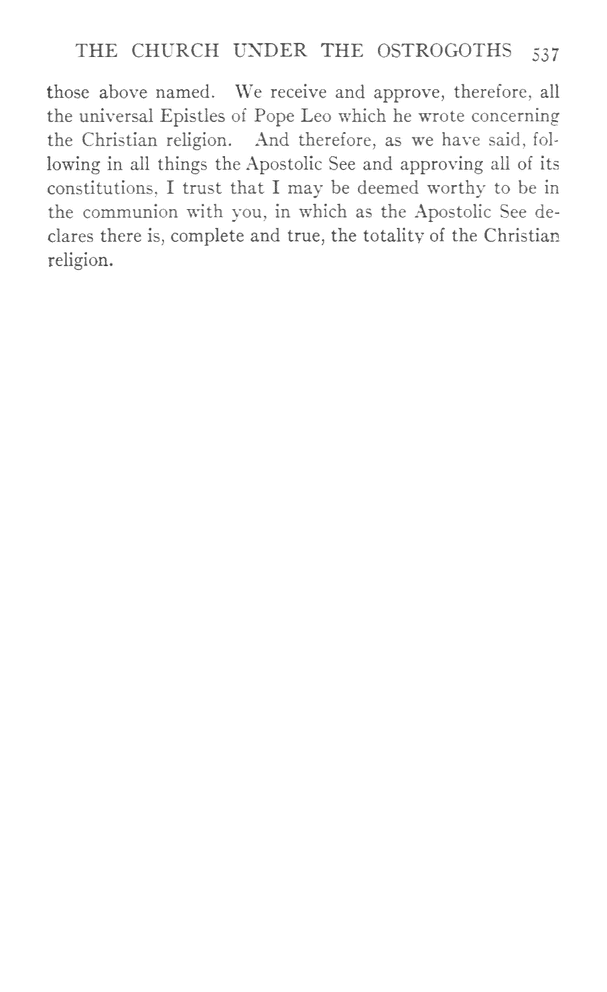 THE CHURCH UNDER THE OSTROGOTHS 537
those above named. We receive and approve, therefore, all
the universal Epistles of Pope Leo which he wrote concerning
the Christian religion. And therefore, as we have said, fol-
lowing in all things the Apostolic See and approving all of its
constitutions, I trust that I may be deemed worthy to be in
the communion with you, in which as the Apostolic See de-
clares there is, complete and true, the totality of the Christian
religion.